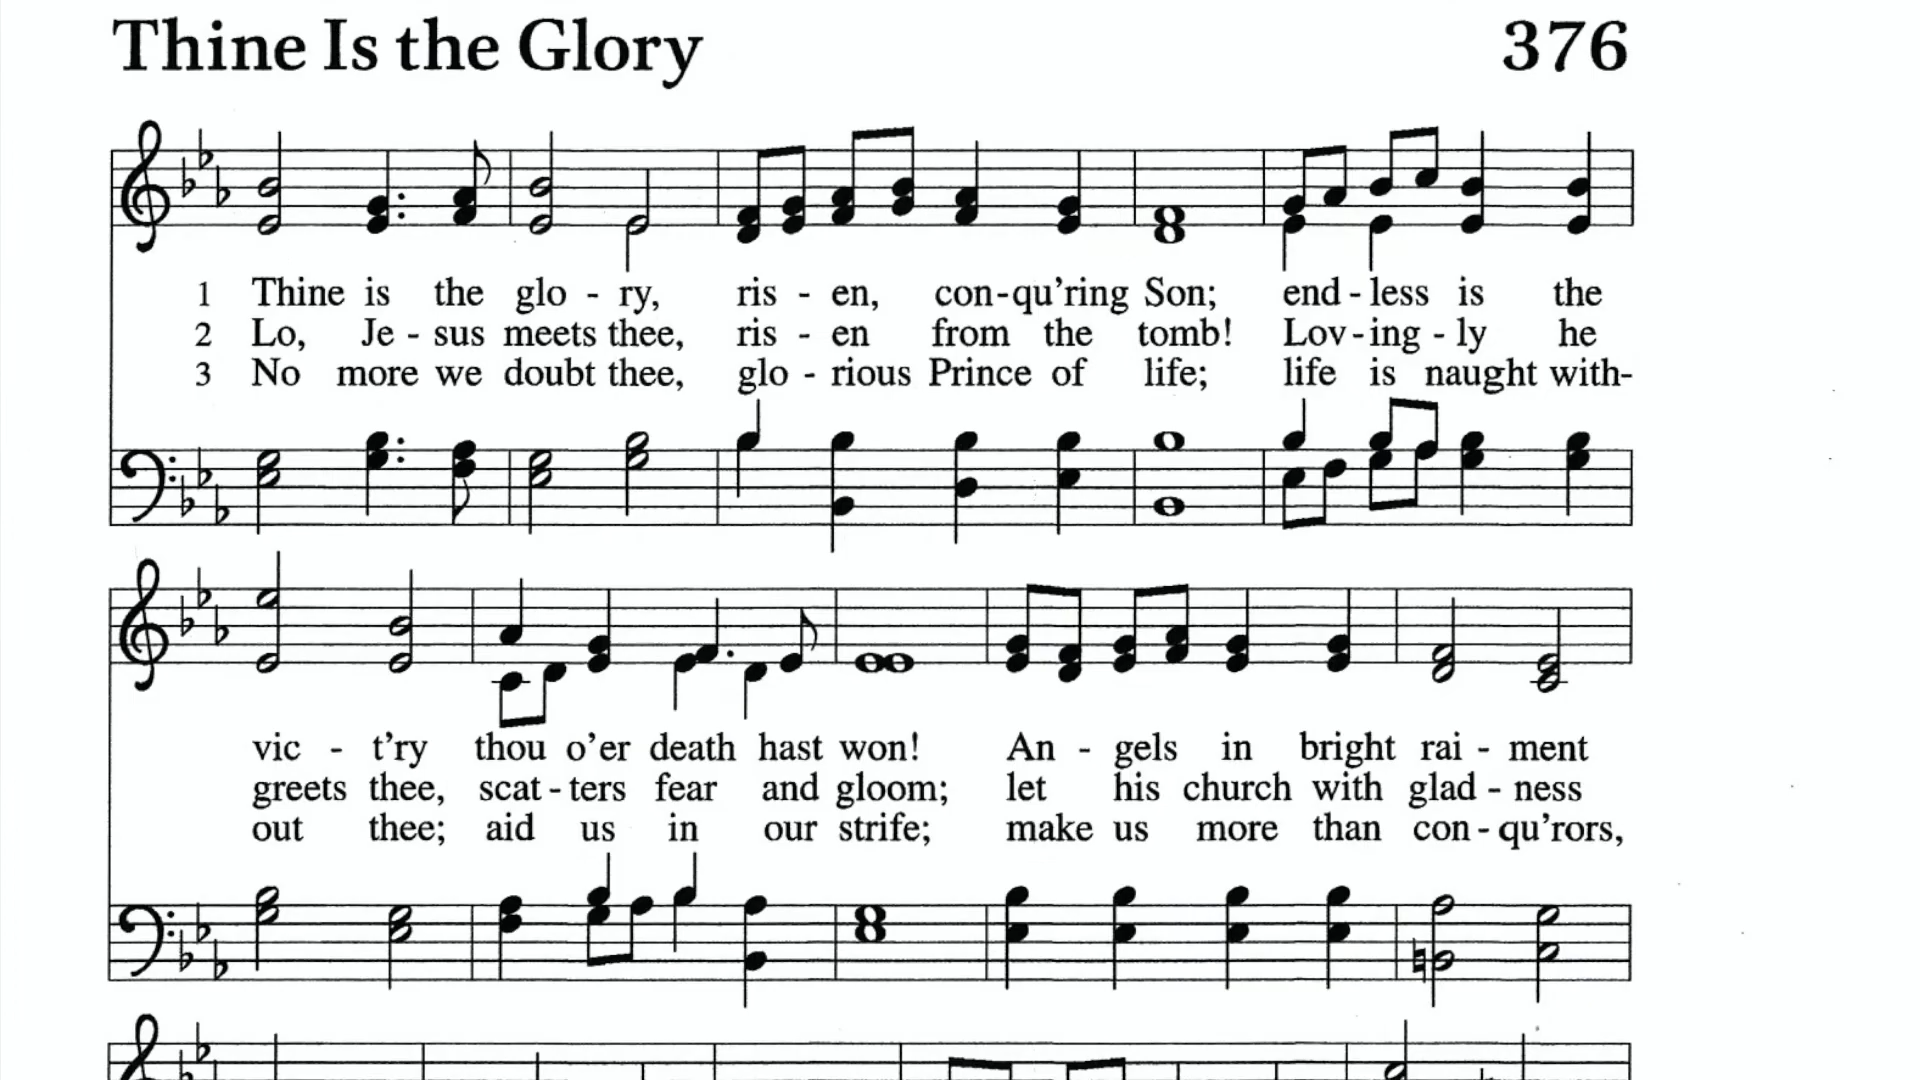 Thine Is the Glory 376
1 Thine is the glo - ry, ris - en, con - qu'ring Son; end - less is the
2 Lo, Je - sus meets thee, ris - en from the tomb! Lov - ing - ly he
3 No more we doubt thee, glo - rious Prince of life; life is naught with-
vic - t'ry thou o'er death hast won! An - gels in bright rai - ment
greets thee, scat - ters fear and gloom; let his church with glad - ness
out thee; aid us in our strife; make us more than con - qu'rors,